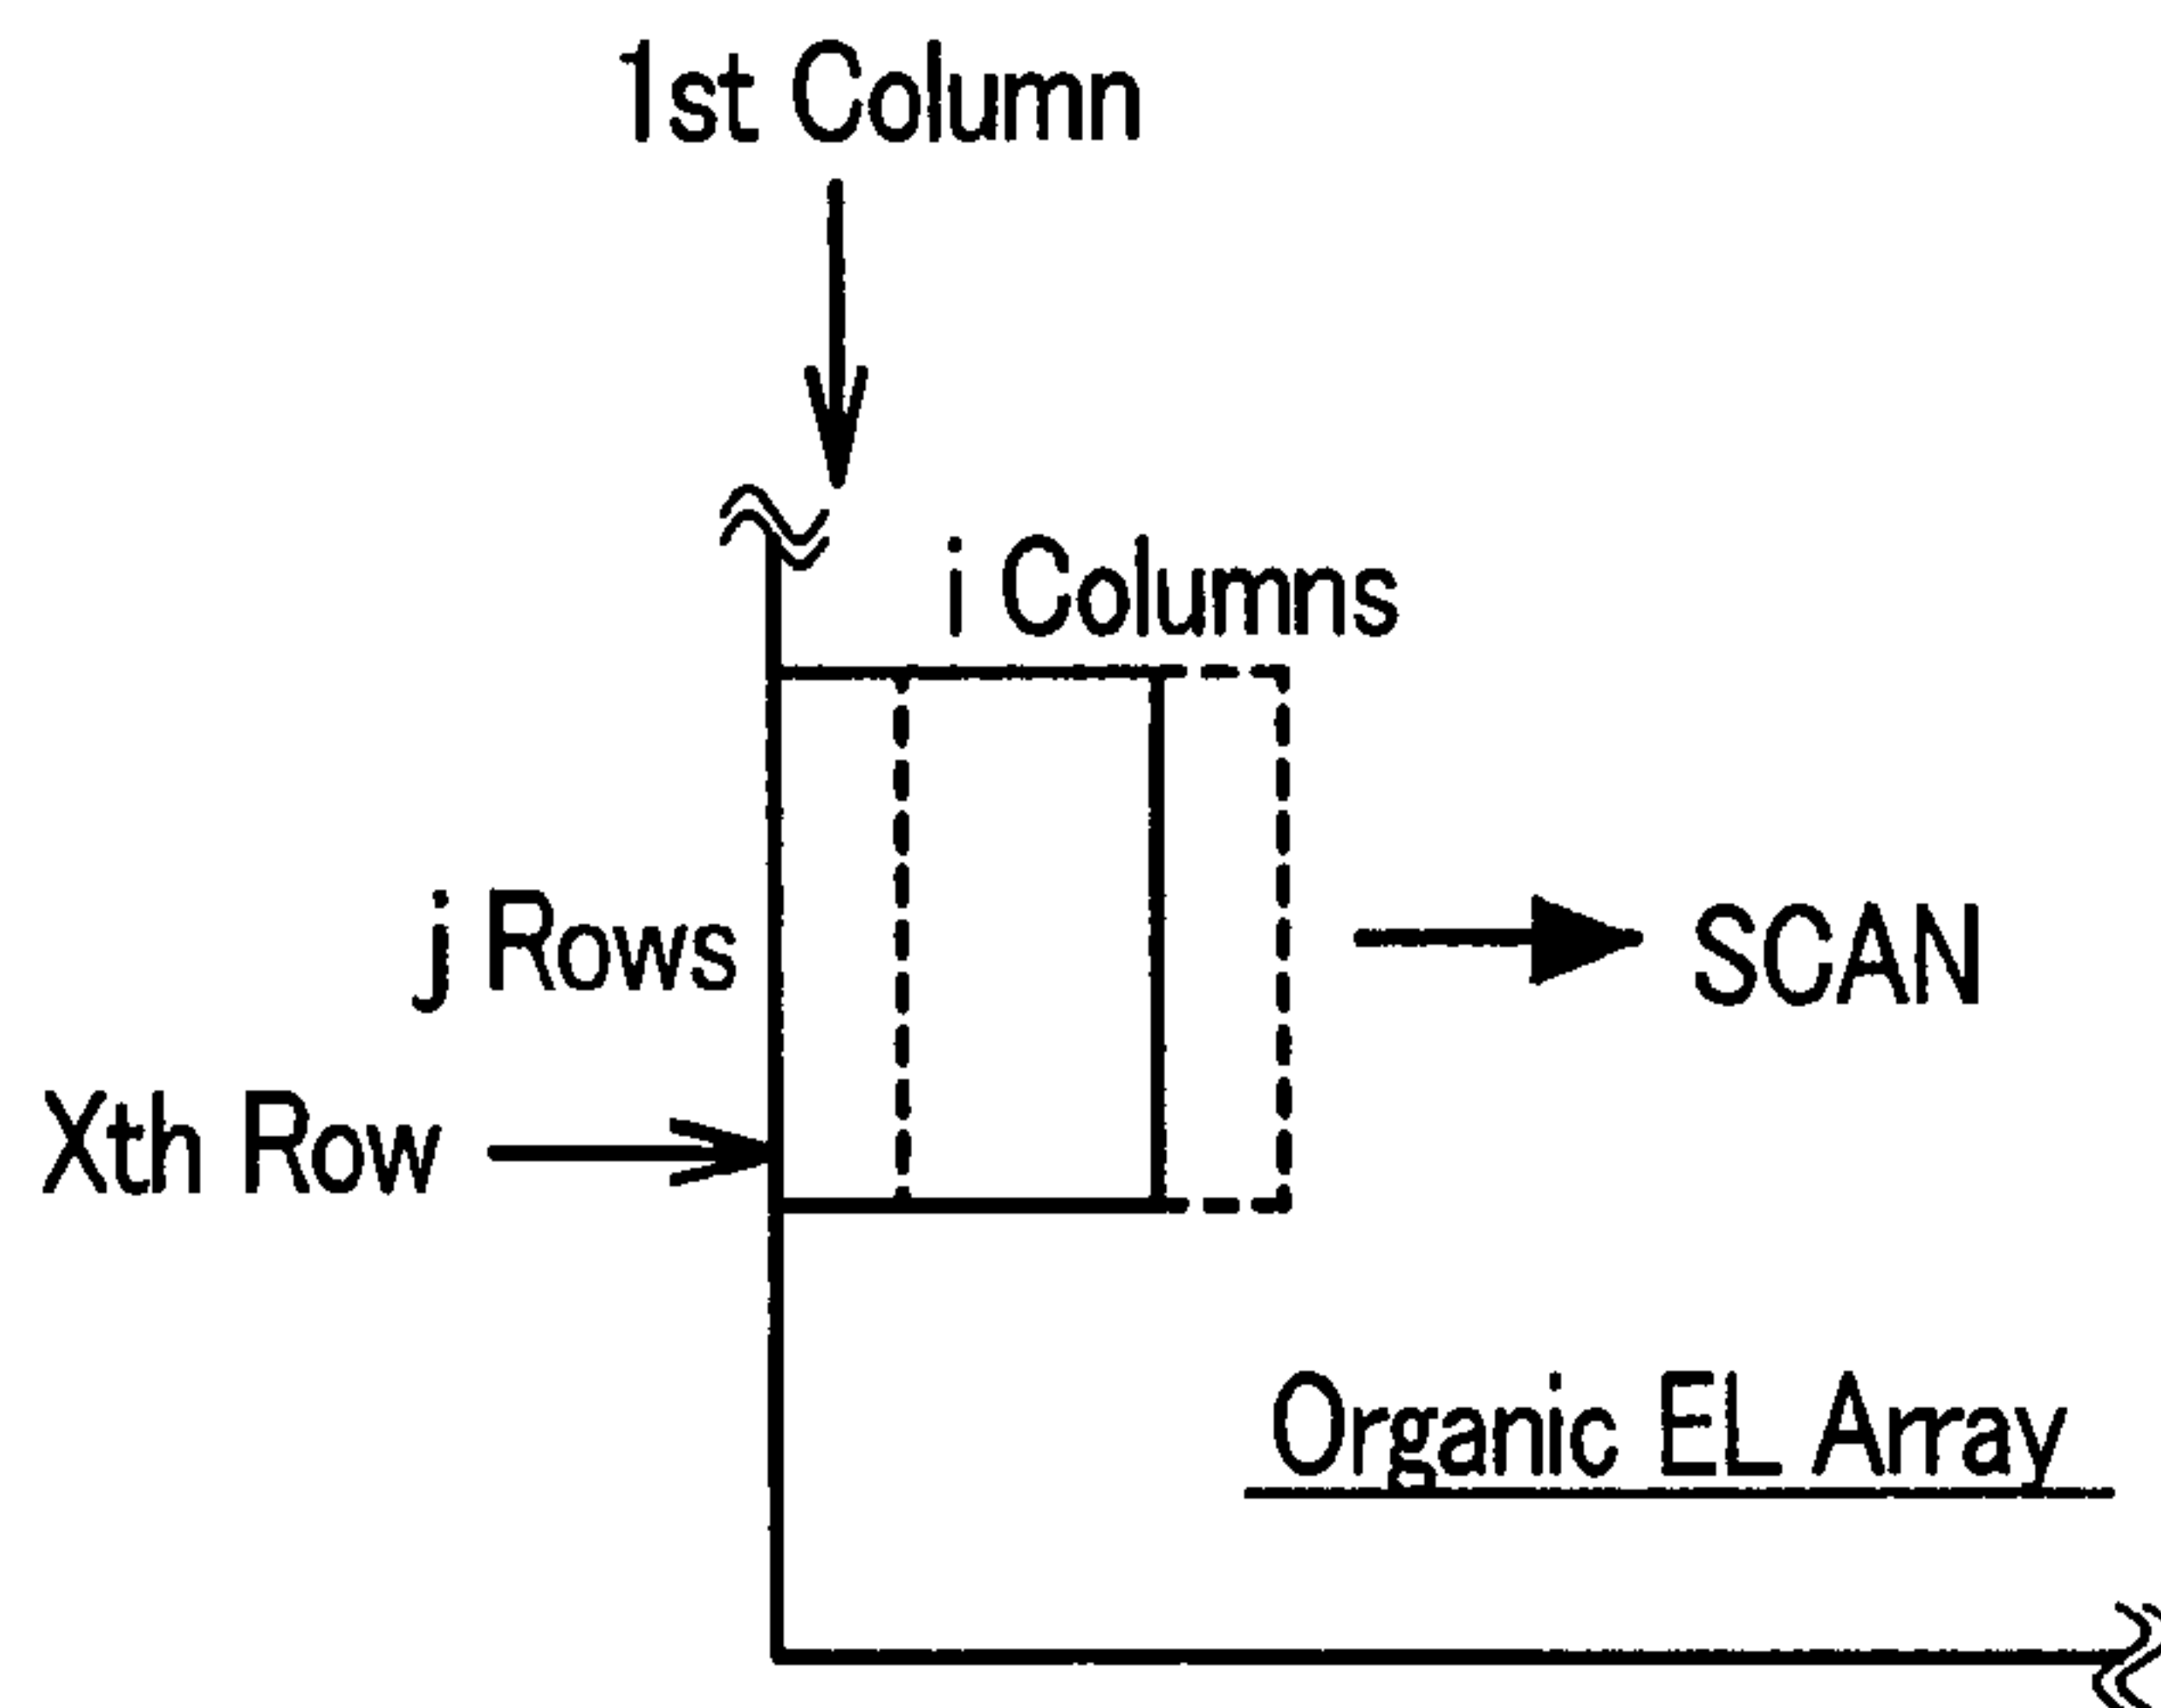 1st Column
i Columns
j Rows
SCAN
Xth Row
Organic EL Array